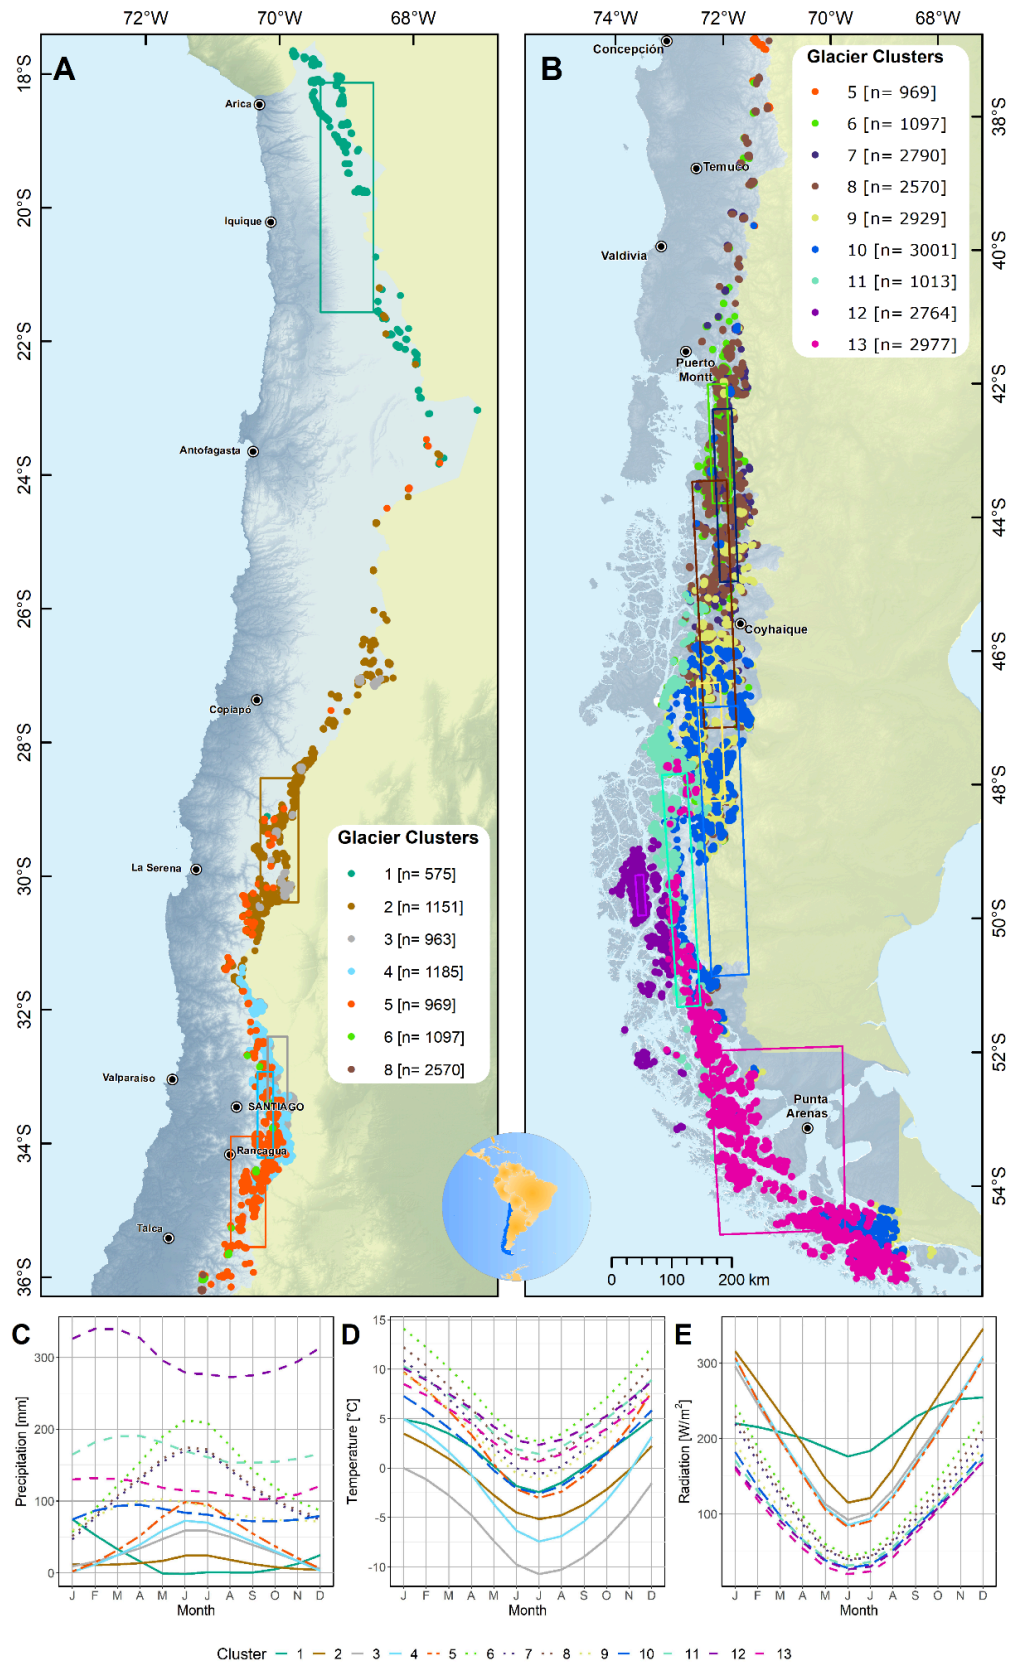 72°W 70°W 68°W
74°W 72°W 70°W 68°W
A
18°S
20°S
22°S
24°S
26°S
28°S
30°S
32°S
34°S
36°S
Arica
Iquique
Antofagasta
Copiapó
La Serena
Valparaíso
SANTIAGO
Rancagua
Talca
Glacier Clusters
1 [n= 575]
2 [n= 1151]
3 [n= 963]
4 [n= 1185]
5 [n= 969]
6 [n= 1097]
8 [n= 2570]
B
Concepción
Temuco
Valdivia
Puerto
Montt
Coyhaique
Punta
Arenas
Glacier Clusters
5 [n= 969]
6 [n= 1097]
7 [n= 2790]
8 [n= 2570]
9 [n= 2929]
10 [n= 3001]
11 [n= 1013]
12 [n= 2764]
13 [n= 2977]
38°S
40°S
42°S
44°S
46°S
48°S
50°S
52°S
54°S
0 100 200 km
C
Precipitation [mm]
300
200
100
0
J F M A M J J A S O N D
Month
D
Temperature [°C]
15
10
5
0
-5
-10
J F M A M J J A S O N D
Month
E
Radiation [W/m²]
300
200
100
J F M A M J J A S O N D
Month
Cluster 1 2 3 4 5 6 7 8 9 10 11 12 13